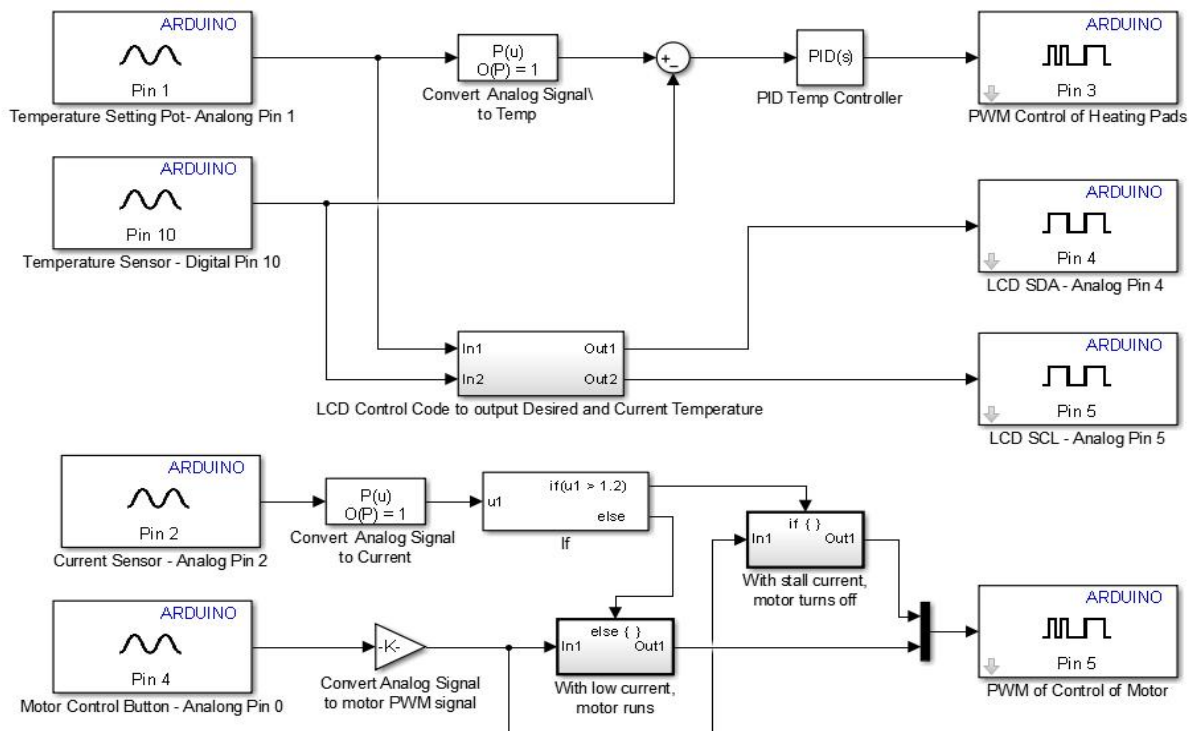 ARDUINO
Pin 1
Temperature Setting Pot- Analong Pin 1
P(u)
O(P) = 1
Convert Analog Signal\
to Temp
+
-
PID(s)
PID Temp Controller
ARDUINO
Pin 3
PWM Control of Heating Pads
ARDUINO
Pin 10
Temperature Sensor - Digital Pin 10
ARDUINO
Pin 4
LCD SDA - Analog Pin 4
In1
Out1
In2
Out2
LCD Control Code to output Desired and Current Temperature
ARDUINO
Pin 5
LCD SCL - Analog Pin 5
ARDUINO
Pin 2
Current Sensor - Analog Pin 2
P(u)
O(P) = 1
Convert Analog Signal
to Current
u1
if(u1 > 1.2)
else
If
if { }
In1
Out1
With stall current,
motor turns off
ARDUINO
Pin 4
Motor Control Button - Analong Pin 0
-K-
Convert Analog Signal
to motor PWM signal
else { }
In1
Out1
With low current,
motor runs
ARDUINO
Pin 5
PWM of Control of Motor